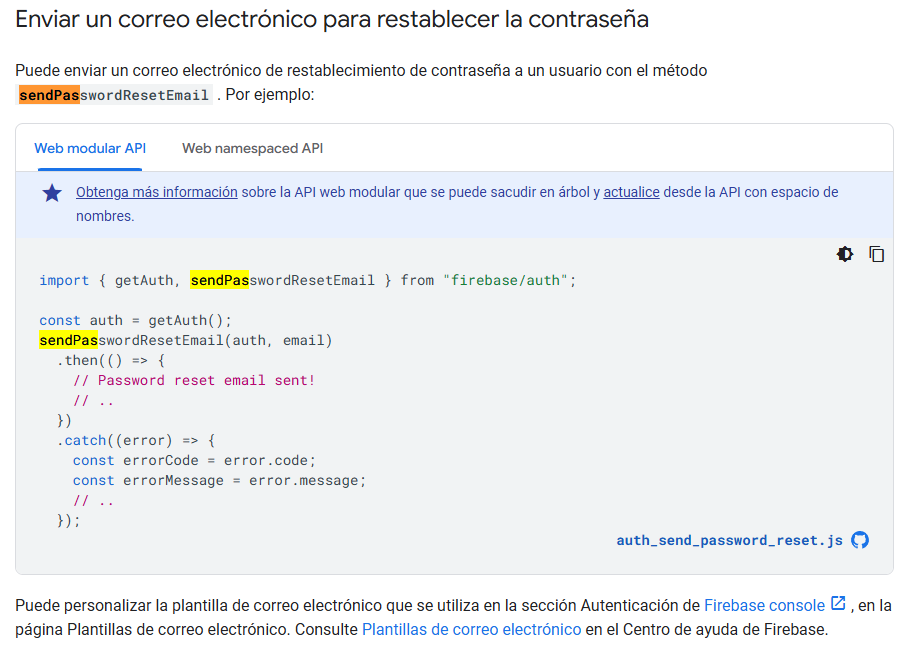 Enviar un correo electrónico para restablecer la contraseña
Puede enviar un correo electrónico de restablecimiento de contraseña a un usuario con el método
sendPasswordResetEmail . Por ejemplo:
Web modular API Web namespaced API
Obtenga más información sobre la API web modular que se puede sacudir en árbol y actualice desde la API con espacio de
nombres.
import { getAuth, sendPasswordResetEmail } from "firebase/auth";
const auth = getAuth();
sendPasswordResetEmail(auth, email)
  .then(() => {
    // Password reset email sent!
    // ..
  })
  .catch((error) => {
    const errorCode = error.code;
    const errorMessage = error.message;
    // ..
  });
auth_send_password_reset.js
Puede personalizar la plantilla de correo electrónico que se utiliza en la sección Autenticación de Firebase console , en la
página Plantillas de correo electrónico. Consulte Plantillas de correo electrónico en el Centro de ayuda de Firebase.